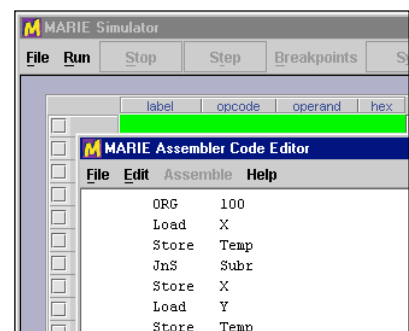 MARIE Simulator
File Run Stop Step Breakpoints
label opcode operand hex
MARIE Assembler Code Editor
File Edit Assemble Help
ORG 100
Load X
Store Temp
JnS Subr
Store X
Load Y
Store Temp